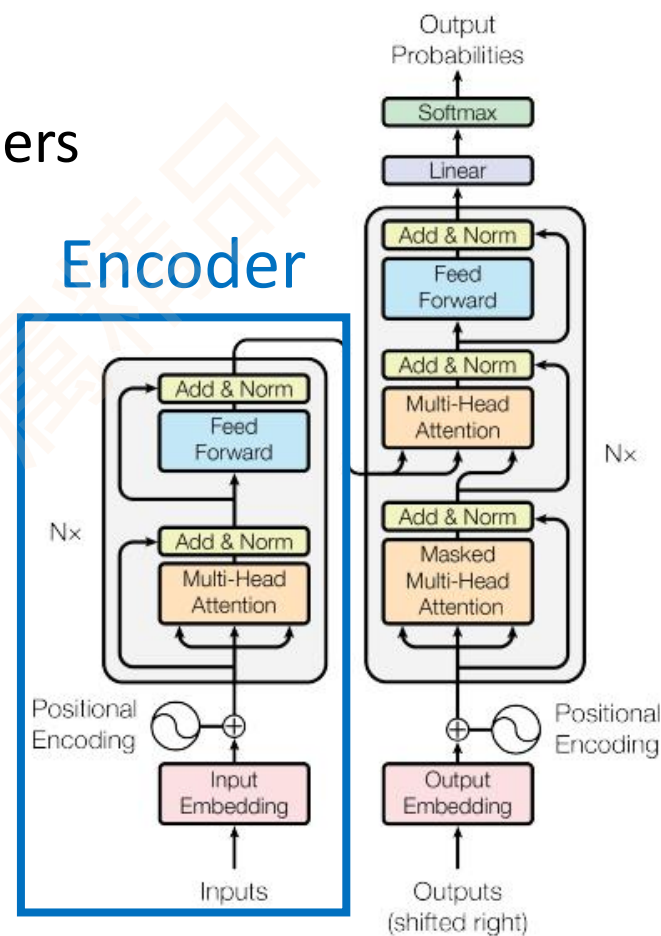 Output
Probabilities
Softmax
ers
Linear
Encoder
Add & Norm
Feed
Forward
Add & Norm
Multi-Head
Attention
Add & Norm
Feed
Forward
N×
Add & Norm
Masked
Multi-Head
Attention
N×
Add & Norm
Multi-Head
Attention
Positional
Encoding
Positional
Encoding
Input
Embedding
Output
Embedding
Inputs
Outputs
(shifted right)
精品